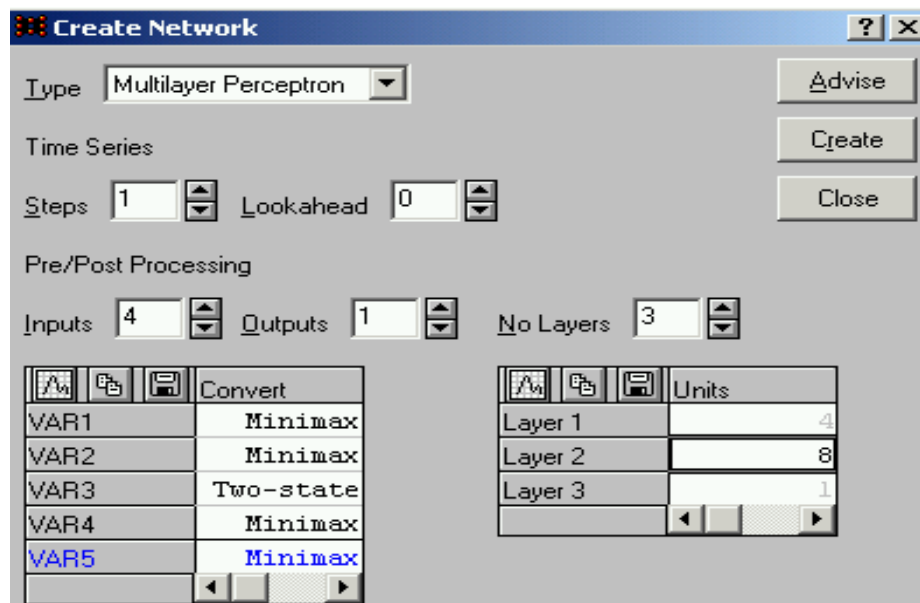 Create Network
Type Multilayer Perceptron
Advise
Time Series
Create
Steps 1 Lookahead 0
Close
Pre/Post Processing
Inputs 4 Outputs 1 No Layers 3
Convert
VAR1 Minimax
VAR2 Minimax
VAR3 Two-state
VAR4 Minimax
VAR5 Minimax
Units
Layer 1 4
Layer 2 8
Layer 3 1